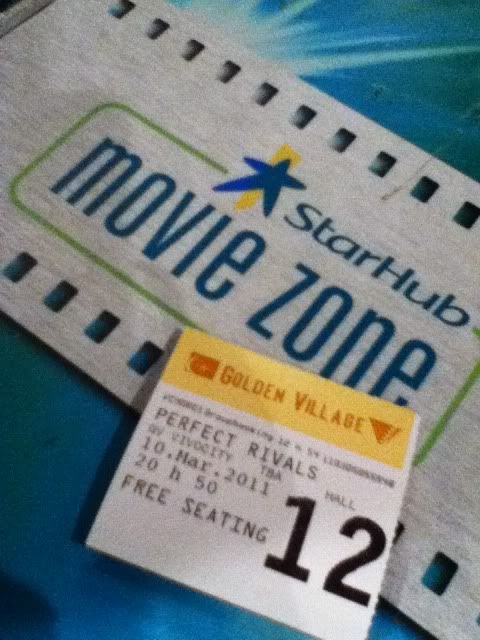 StarHub
movie zone
GOLDEN VILLAGE
PERFECT RIVALS
GV VIVOCITY TBA
10.Mar.2011
20 h 50
HALL
12
FREE SEATING